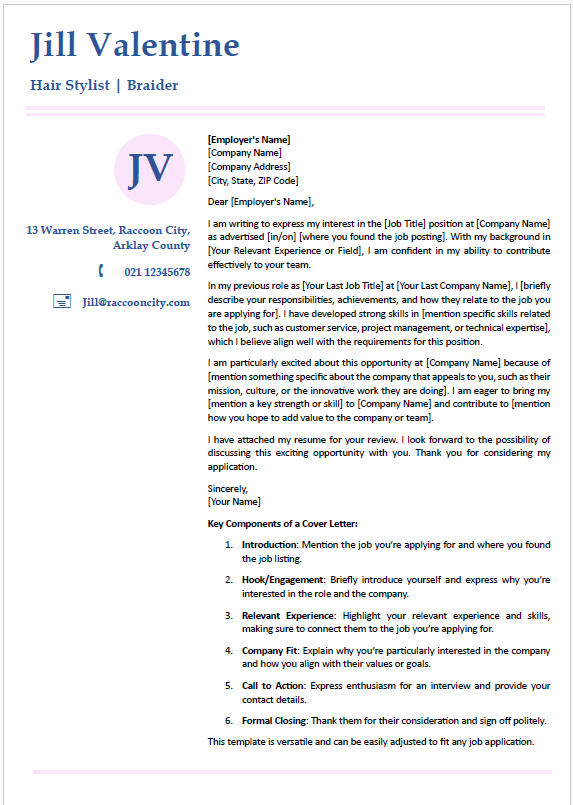 Jill Valentine
Hair Stylist | Braider
JV
13 Warren Street, Raccoon City,
Arklay County
021 12345678
Jill@raccooncity.com
[Employer's Name]
[Company Name]
[Company Address]
[City, State, ZIP Code]
Dear [Employer's Name],
I am writing to express my interest in the [Job Title] position at [Company Name]
as advertised [in/on] [where you found the job posting]. With my background in
[Your Relevant Experience or Field], I am confident in my ability to contribute
effectively to your team.
In my previous role as [Your Last Job Title] at [Your Last Company Name], I [briefly
describe your responsibilities, achievements, and how they relate to the job you
are applying for]. I have developed strong skills in [mention specific skills related
to the job, such as customer service, project management, or technical expertise],
which I believe align well with the requirements for this position.
I am particularly excited about this opportunity at [Company Name] because of
[mention something specific about the company that appeals to you, such as their
mission, culture, or the innovative work they are doing]. I am eager to bring my
[mention a key strength or skill] to [Company Name] and contribute to [mention
how you hope to add value to the company or team].
I have attached my resume for your review. I look forward to the possibility of
discussing this exciting opportunity with you. Thank you for considering my
application.
Sincerely,
[Your Name]
Key Components of a Cover Letter:
1. Introduction: Mention the job you're applying for and where you found
the job listing.
2. Hook/Engagement: Briefly introduce yourself and express why you're
interested in the role and the company.
3. Relevant Experience: Highlight your relevant experience and skills,
making sure to connect them to the job you're applying for.
4. Company Fit: Explain why you're particularly interested in the company
and how you align with their values or goals.
5. Call to Action: Express enthusiasm for an interview and provide your
contact details.
6. Formal Closing: Thank them for their consideration and sign off politely.
This template is versatile and can be easily adjusted to fit any job application.